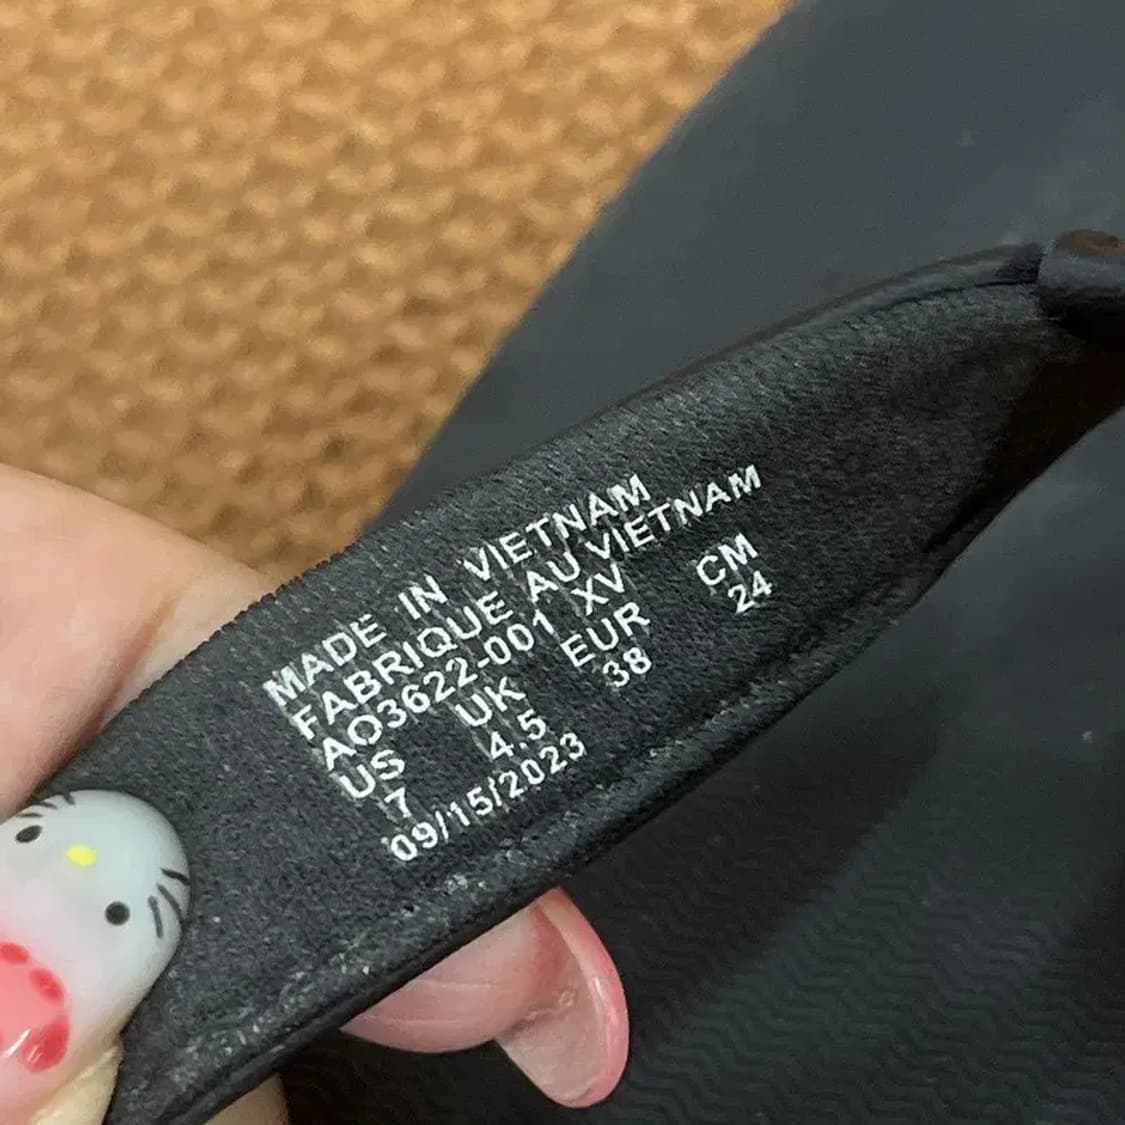 MADE IN VIETNAM
FABRIQUE AU VIETNAM
AO3622-001 XV
US UK EUR CM
7 4.5 38 24
09/15/2023